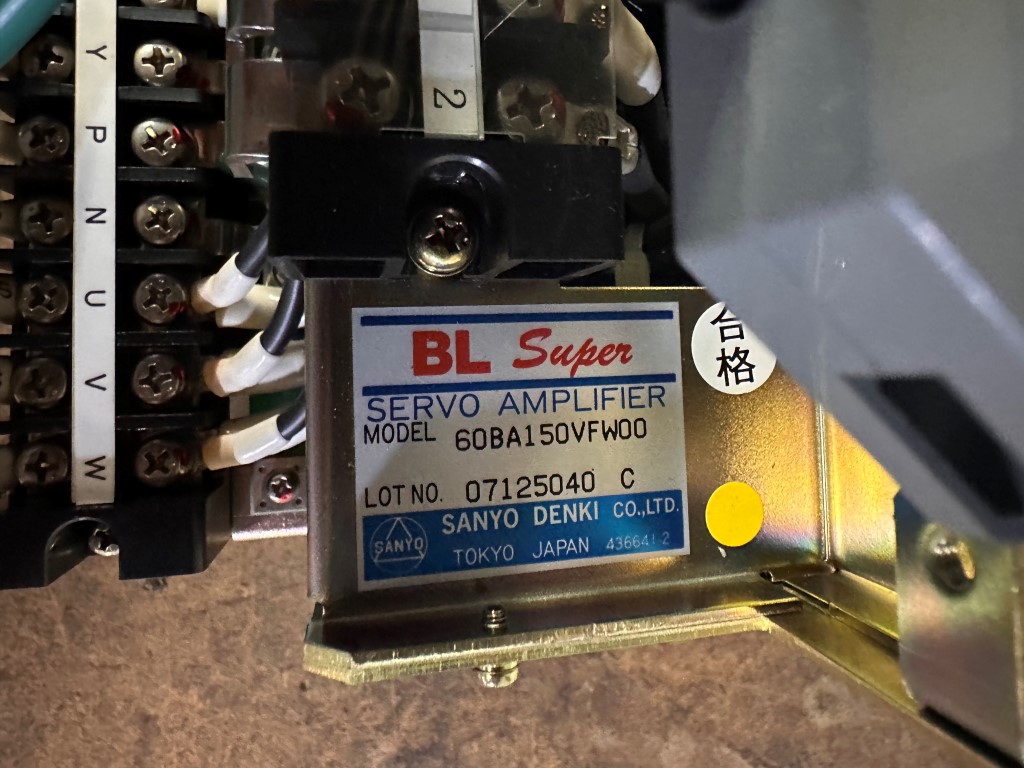 Y
P
N
U
V
W
2
BL Super
SERVO AMPLIFIER
MODEL 60BA150VFW00
LOT NO. 07125040 C
SANYO
SANYO DENKI CO.,LTD.
TOKYO JAPAN 436641-2
合格